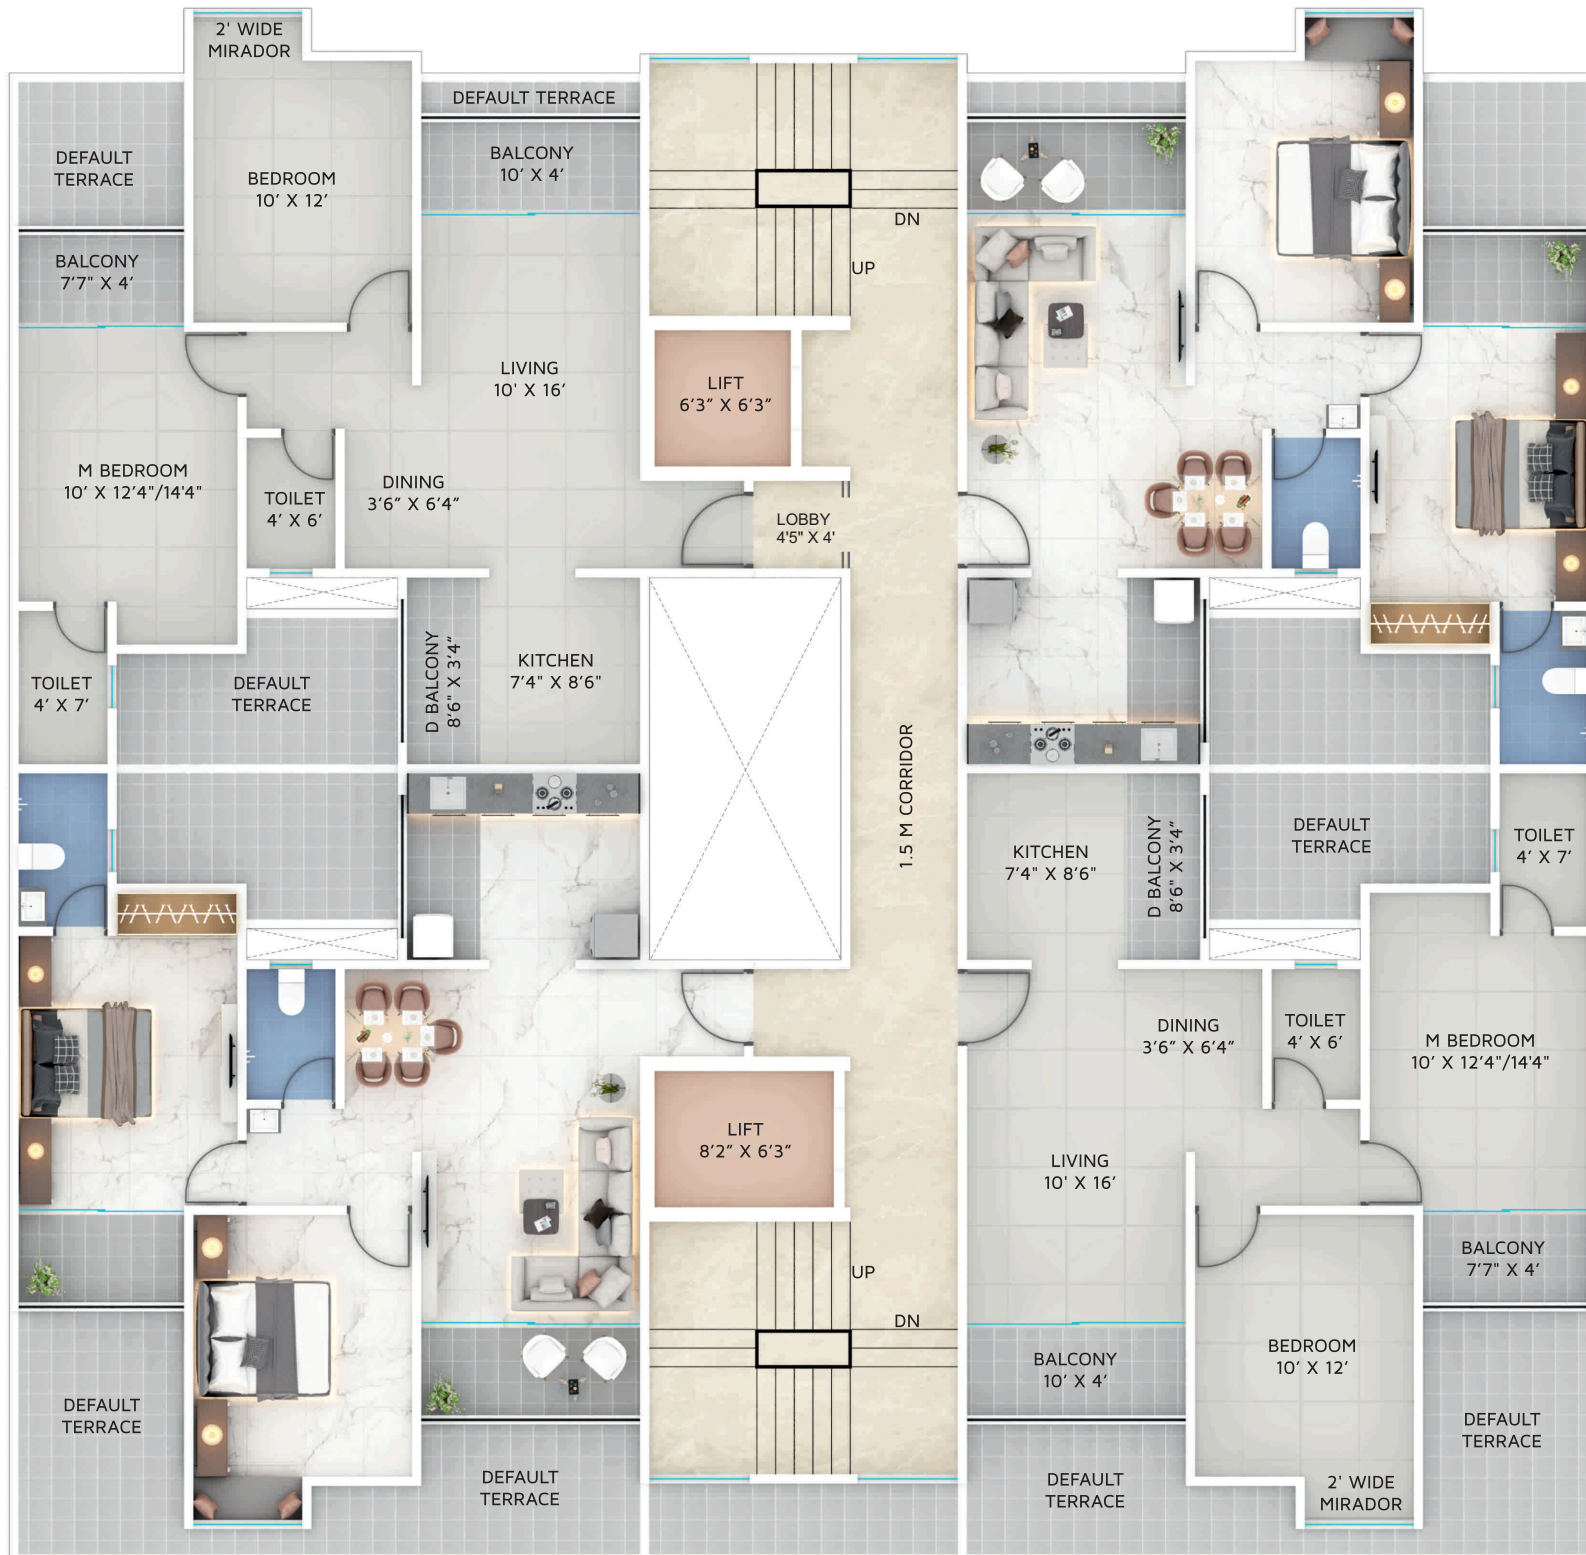 2' WIDE
MIRADOR
DEFAULT TERRACE
DEFAULT
TERRACE
BALCONY
10’ X 4’
BEDROOM
10’ X 12’
DN
UP
BALCONY
7’7" X 4’
LIVING
10' X 16’
LIFT
6’3” X 6’3”
M BEDROOM
10’ X 12’4"/14'4"
TOILET
4’ X 6’
DINING
3’6” X 6’4”
LOBBY
4'5" X 4'
TOILET
4’ X 7’
DEFAULT
TERRACE
D BALCONY
8’6" X 3’4”
KITCHEN
7’4" X 8’6"
1.5 M CORRIDOR
KITCHEN
7’4" X 8’6"
D BALCONY
8’6" X 3’4”
DEFAULT
TERRACE
TOILET
4’ X 7’
DINING
3’6” X 6’4”
TOILET
4’ X 6’
M BEDROOM
10’ X 12’4"/14'4"
LIFT
8’2” X 6’3”
LIVING
10' X 16’
UP
DN
BALCONY
7’7" X 4’
BEDROOM
10’ X 12’
BALCONY
10’ X 4’
DEFAULT
TERRACE
DEFAULT
TERRACE
DEFAULT
TERRACE
DEFAULT
TERRACE
2' WIDE
MIRADOR